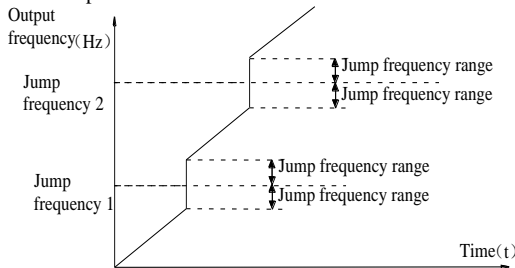 Output
frequency(Hz)
Jump frequency range
Jump
frequency 2
Jump frequency range
Jump frequency range
Jump
frequency 1
Jump frequency range
Time(t)